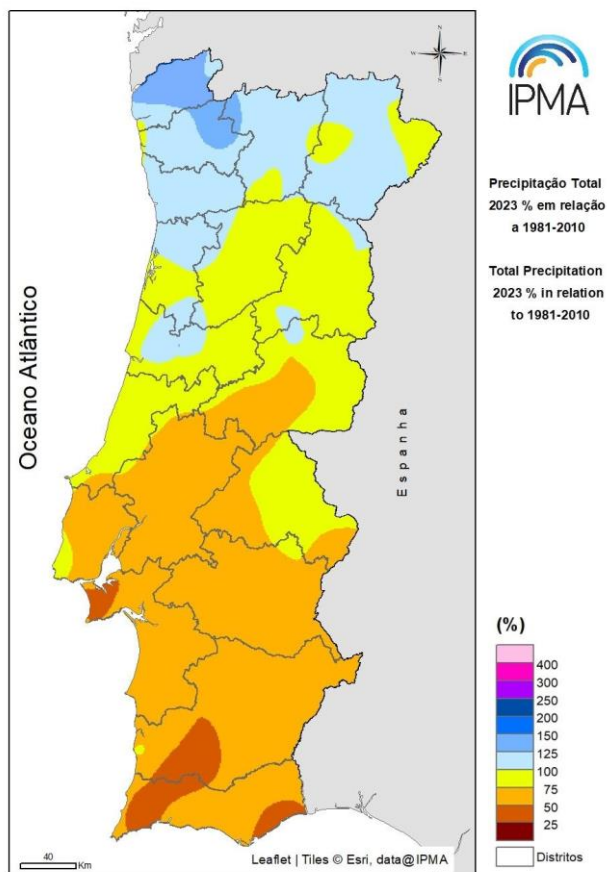 IPMA
Precipitação Total
2023 % em relação
a 1981-2010
Total Precipitation
2023 % in relation
to 1981-2010
N
W
E
N
Oceano Atlântico
Espanha
(%)
400
300
250
200
150
125
100
75
50
25
Distritos
40
Km
Leaflet | Tiles © Esri, data@IPMA